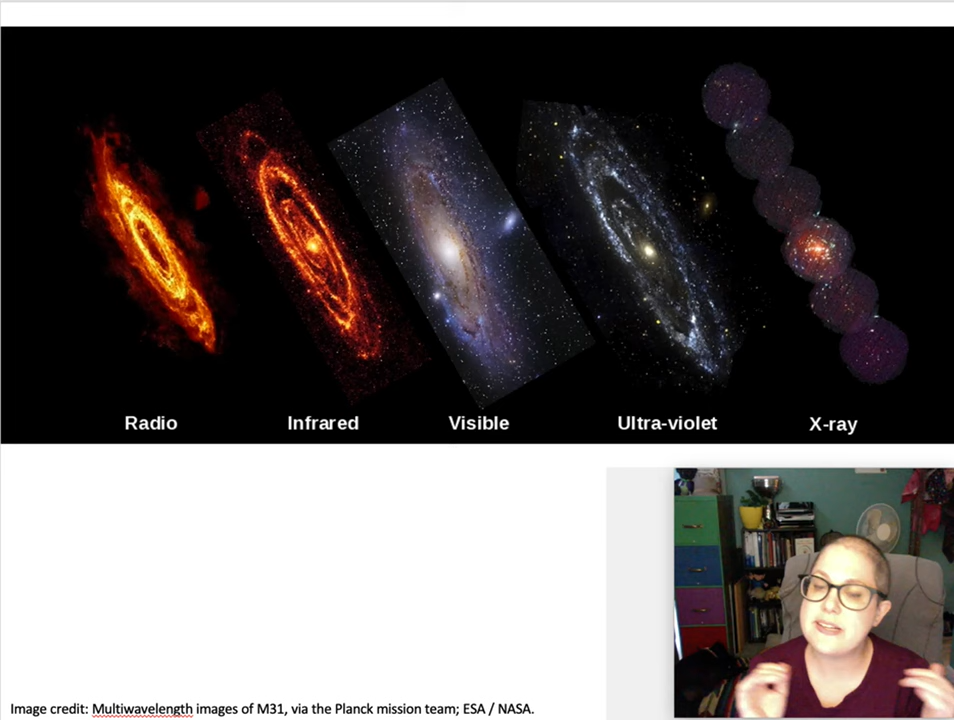 Radio Infrared Visible Ultra-violet X-ray
Image credit: Multiwavelength images of M31, via the Planck mission team; ESA / NASA.